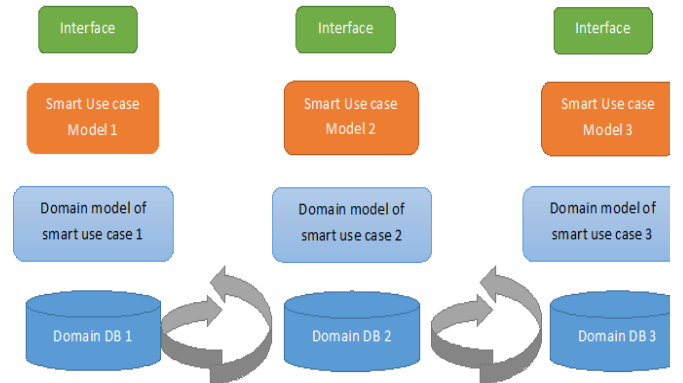 Interface
Interface
Interface
Smart Use case
Model 1
Smart Use case
Model 2
Smart Use case
Model 3
Domain model of
smart use case 1
Domain model of
smart use case 2
Domain model of
smart use case 3
Domain DB 1
Domain DB 2
Domain DB 3